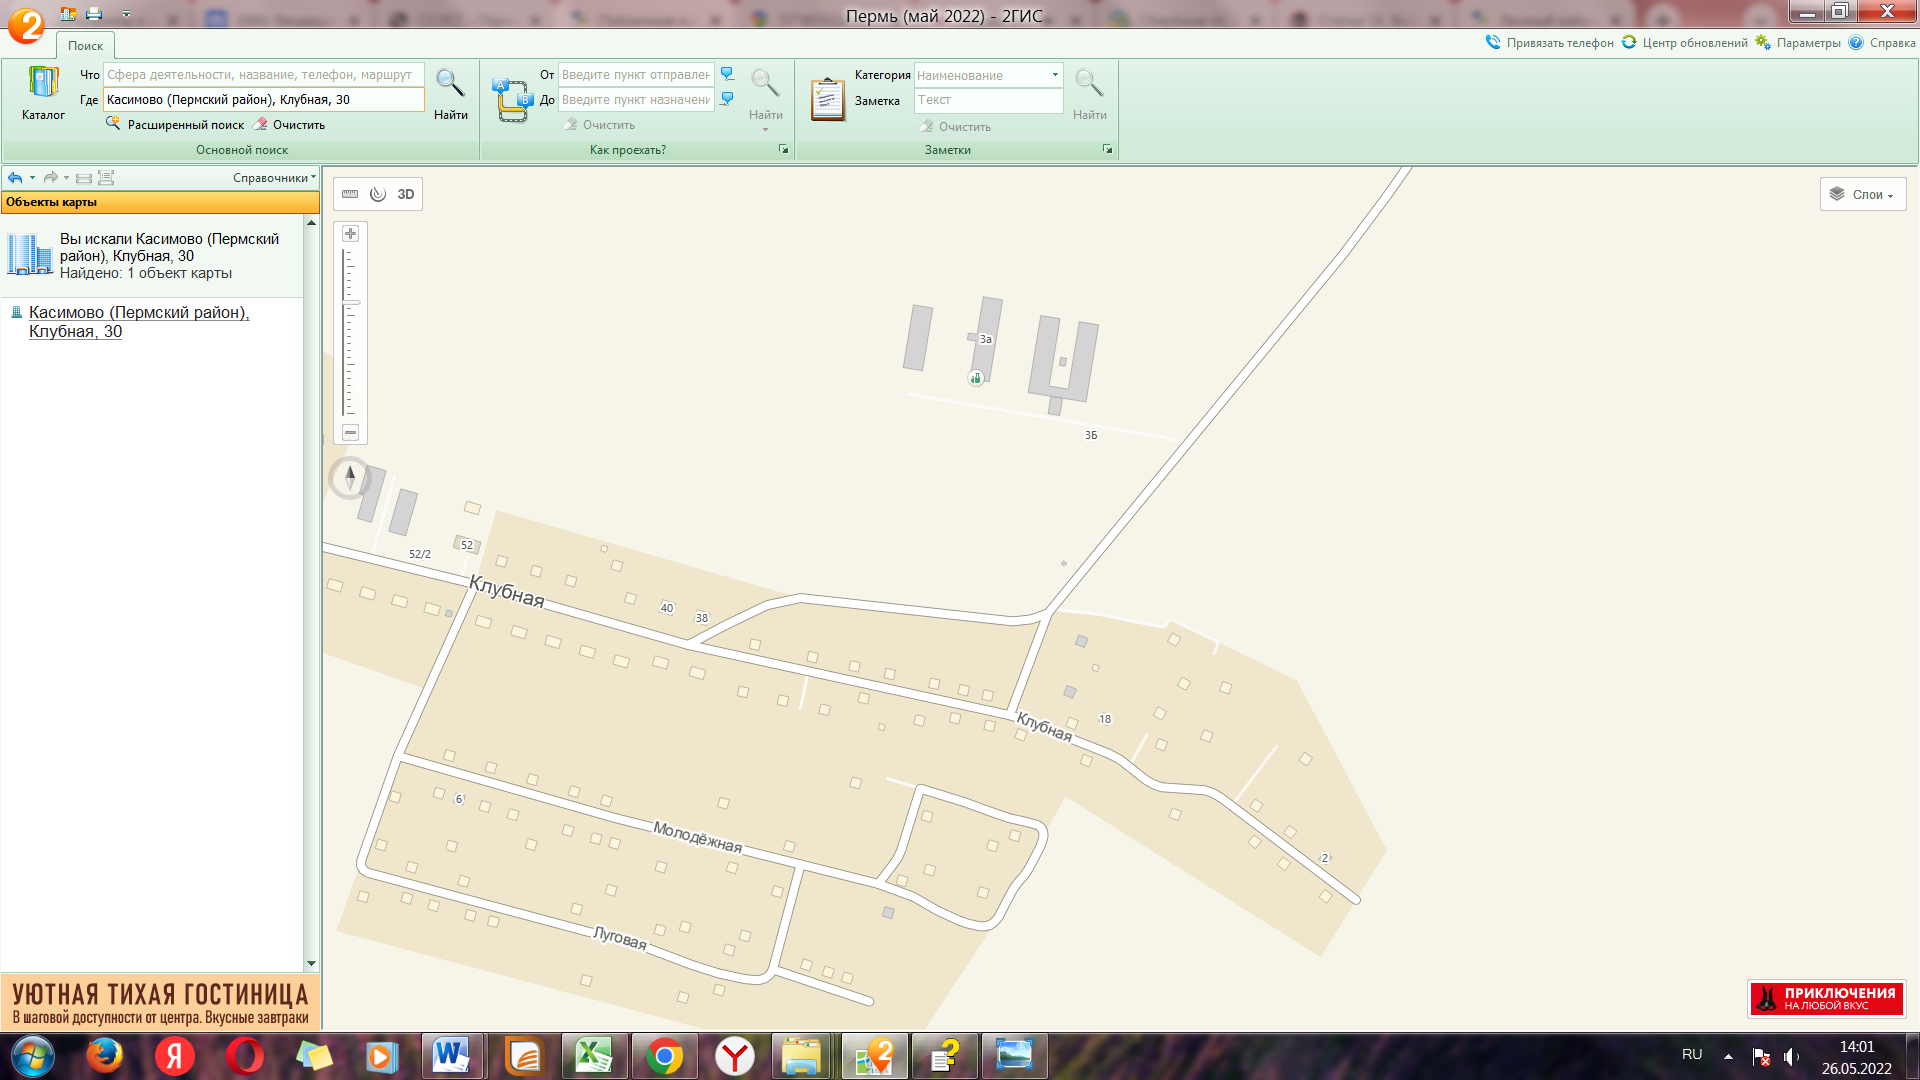 Пермь (май 2022) - 2ГИС
Поиск
Привязать телефон
Центр обновлений
Параметры
Справка
Каталог
Что
Сфера деятельности, название, телефон, маршрут
Где
Касимово (Пермский район), Клубная, 30
Расширенный поиск
Очистить
Найти
Основной поиск
От
Введите пункт отправлен
До
Введите пункт назначени
Очистить
Найти
Как проехать?
Категория
Наименование
Заметка
Текст
Очистить
Найти
Заметки
Справочники
Объекты карты
Вы искали Касимово (Пермский
район), Клубная, 30
Найдено: 1 объект карты
Касимово (Пермский район),
Клубная, 30
3D
Слои
3а
3Б
52/2
52
Клубная
40
38
Клубная
18
6
Молодёжная
2
Луговая
УЮТНАЯ ТИХАЯ ГОСТИНИЦА
В шаговой доступности от центра. Вкусные завтраки
ПРИКЛЮЧЕНИЯ
НА ЛЮБОЙ ВКУС
RU
14:01
26.05.2022